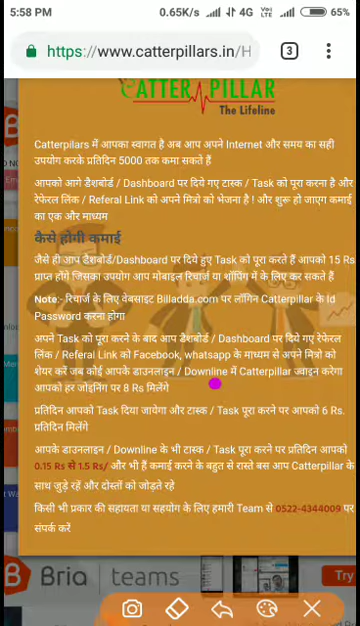 5:58 PM 0.65K/s 4G VoLTE 65%
https://www.catterpillars.in/H 3
CATTER PILLAR
The Lifeline
Catterpilars में आपका स्वागत है अब आप अपने Internet और समय का सही
उपयोग करके प्रतिदिन 5000 तक कमा सकते हैं
आपको आगे डैशबोर्ड / Dashboard पर दिये गए टास्क / Task को पूरा करना है और
रेफेरल लिंक / Referal Link को अपने मित्रो को भेजना है ! और शुरू हो जाएग कमाई
का एक और माध्यम
कैसे होगी कमाई
जैसे ही आप डैशबोर्ड/Dashboard पर दिये हुए Task को पूरा करते हैं आपको 15 Rs
प्राप्त होंगे जिसका उपयोग आप मोबाइल रिचार्ज या शॉपिंग में के लिए कर सकते हैं
Note:- रिचार्ज के लिए वेबसाइट Billadda.com पर लॉगिन Catterpillar के Id
Password करना होगा
अपने Task को पूरा करने के बाद आप डैशबोर्ड / Dashboard पर दिये गए रेफेरल
लिंक / Referal Link को Facebook, whatsapp के माध्यम से अपने मित्रो को
शेयर करें जब कोई आपके डाउनलाइन / Downline में Catterpillar ज्वाइन करेगा
आपको हर जोइनिंग पर 8 Rs मिलेंगे
प्रतिदिन आपको Task दिया जायेगा और टास्क / Task पूरा करने पर आपको 6 Rs.
प्रतिदिन मिलेंगे
आपके डाउनलाइन / Downline के भी टास्क / Task पूरा करने पर प्रतिदिन आपको
0.15 Rs से 1.5 Rs/ और भी हैं कमाई करने के बहुत से रास्ते बस आप Catterpillar के
साथ जुड़े रहें और दोस्तों को जोड़ते रहे
किसी भी प्रकार की सहायता या सहयोग के लिए हमारी Team से 0522-4344009 पर
संपर्क करें
Bria teams Try